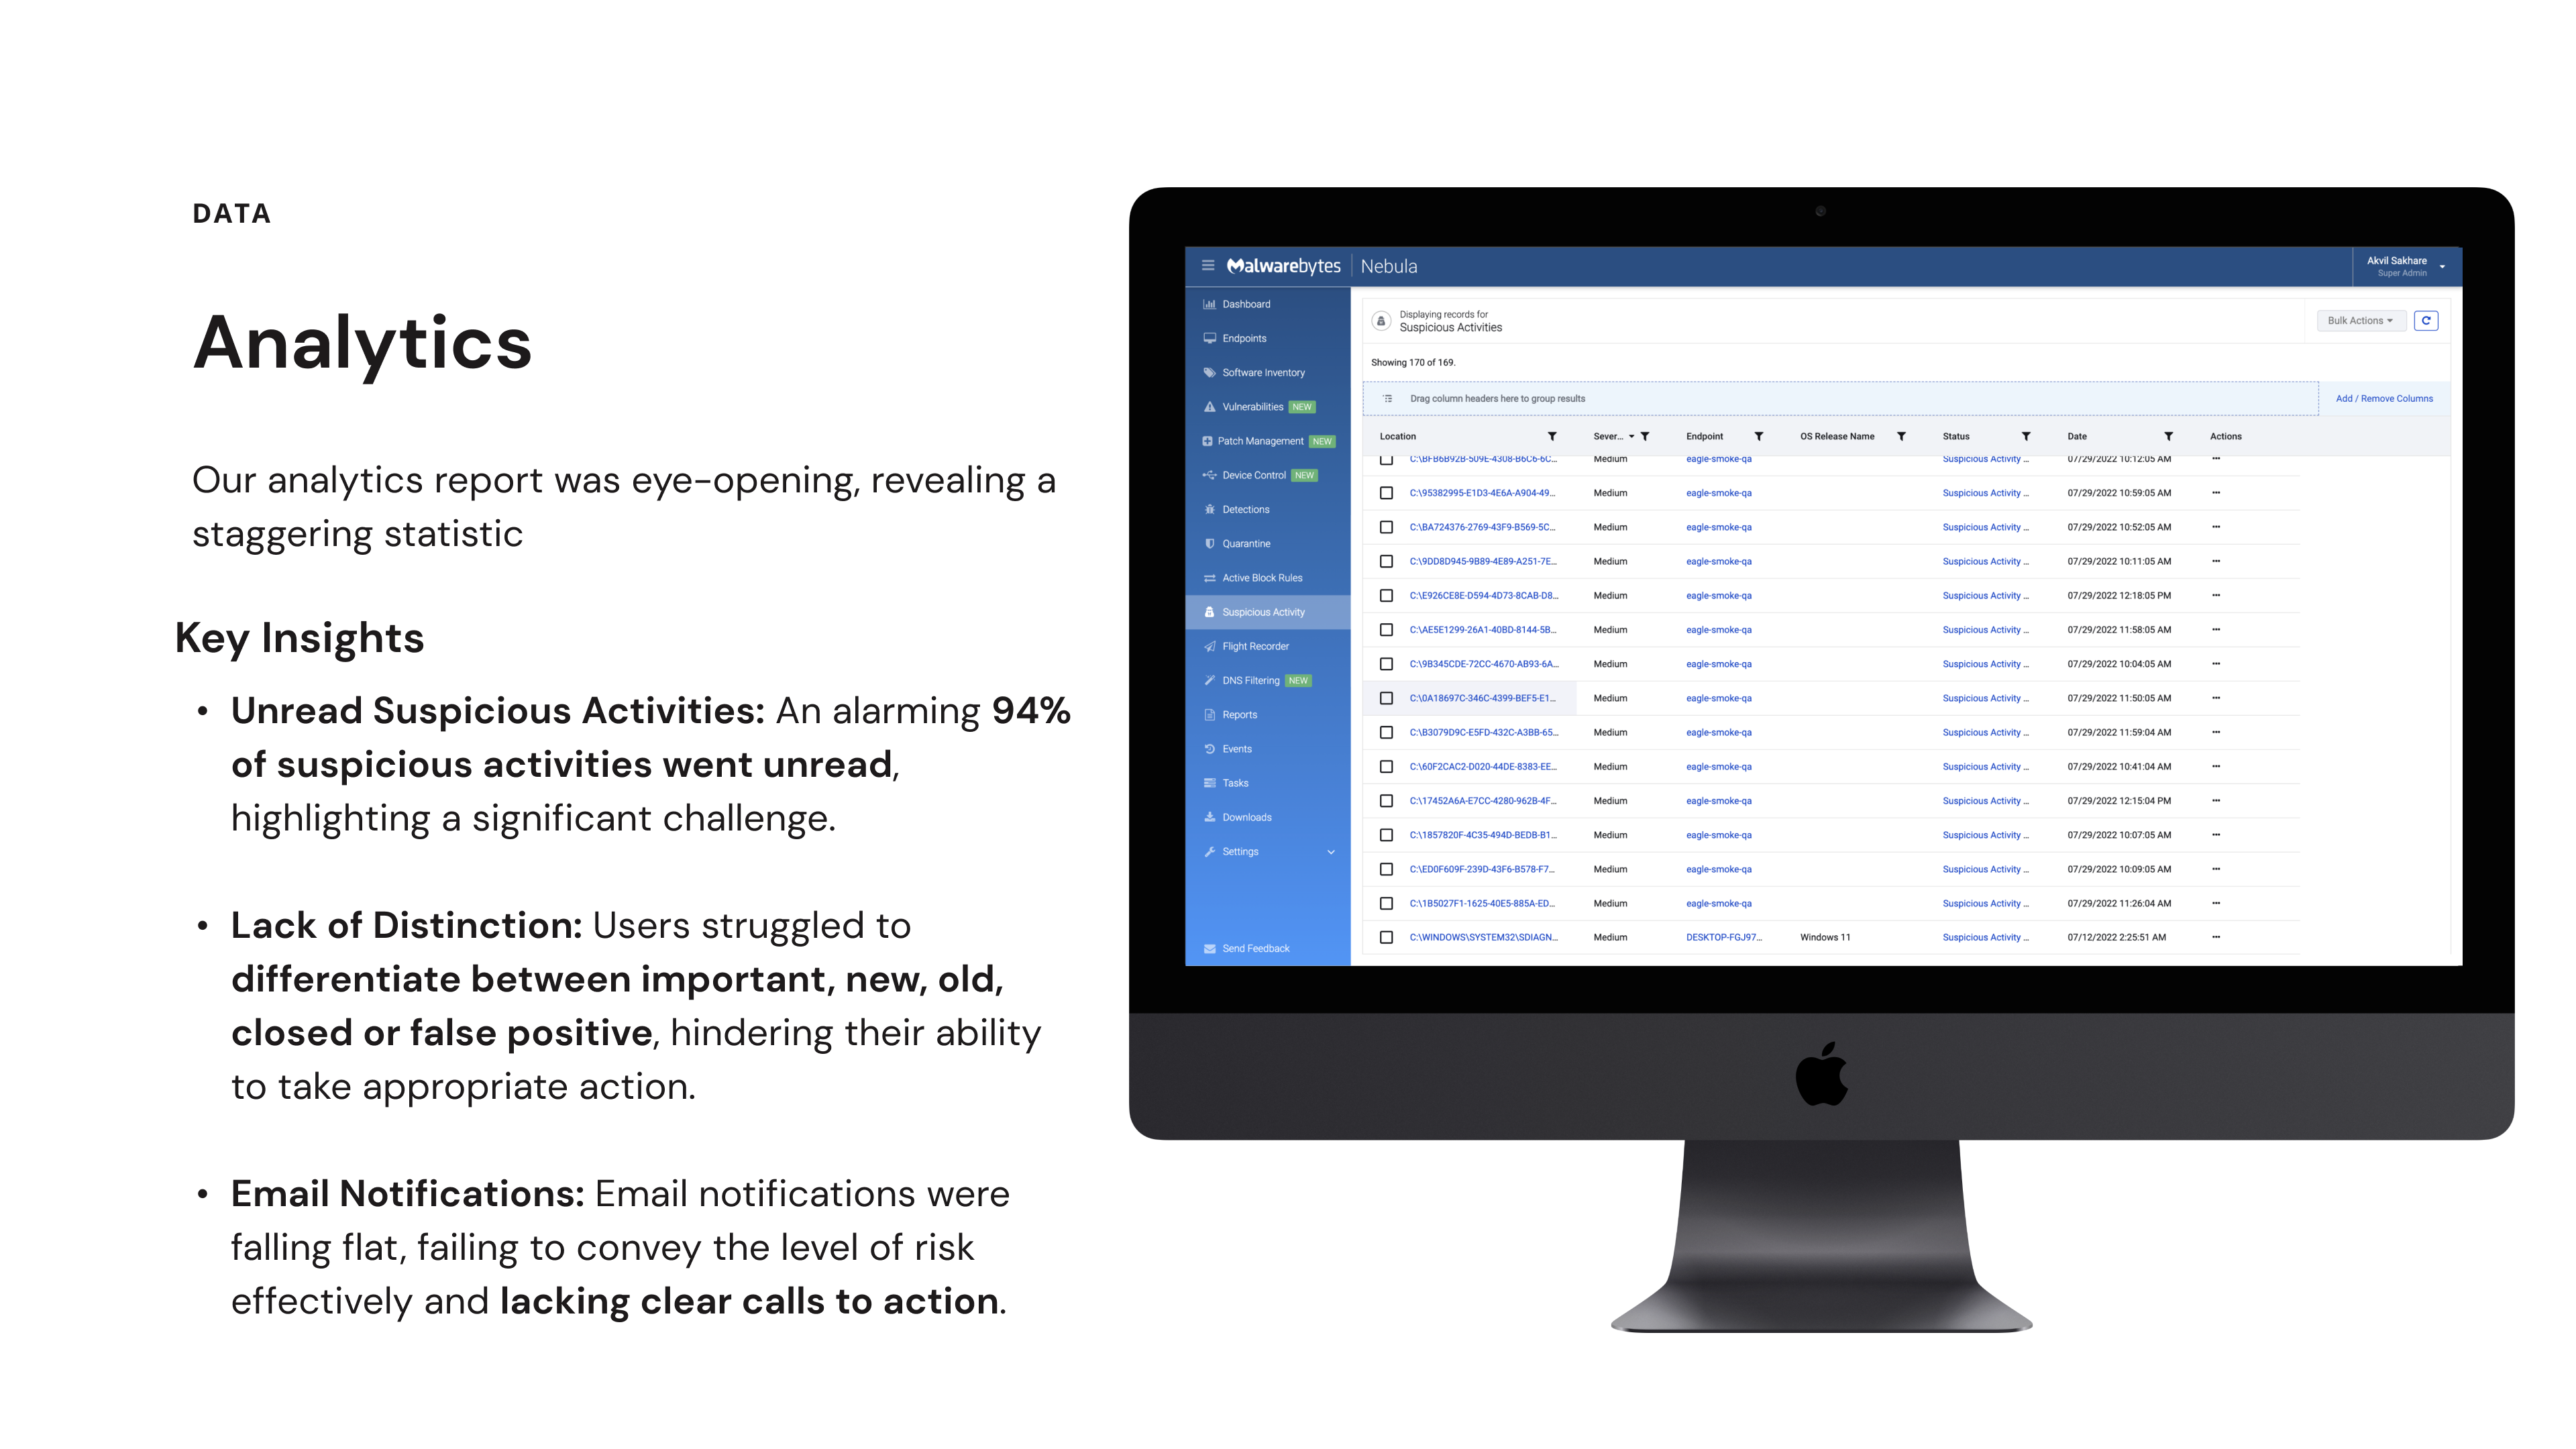 DATA
Analytics
Our analytics report was eye-opening, revealing a
staggering statistic
Key Insights
• Unread Suspicious Activities: An alarming 94%
of suspicious activities went unread,
highlighting a significant challenge.
• Lack of Distinction: Users struggled to
differentiate between important, new, old,
closed or false positive, hindering their ability
to take appropriate action.
• Email Notifications: Email notifications were
falling flat, failing to convey the level of risk
effectively and lacking clear calls to action.
Malwarebytes Nebula
Akvil Sakhare
Super Admin
Dashboard
Endpoints
Software Inventory
Vulnerabilities NEW
Patch Management NEW
Device Control NEW
Detections
Quarantine
Active Block Rules
Suspicious Activity
Flight Recorder
DNS Filtering NEW
Reports
Events
Tasks
Downloads
Settings
Send Feedback
Displaying records for
Suspicious Activities
Bulk Actions
Showing 170 of 169.
Drag column headers here to group results
Add / Remove Columns
Location Sever... Endpoint OS Release Name Status Date Actions
C:\BFB6B92B-509E-4308-B6C6-6C... Medium eagle-smoke-qa Suspicious Activity ... 07/29/2022 10:12:05 AM ...
C:\95382995-E1D3-4E6A-A904-49... Medium eagle-smoke-qa Suspicious Activity ... 07/29/2022 10:59:05 AM ...
C:\BA724376-2769-43F9-B569-5C... Medium eagle-smoke-qa Suspicious Activity ... 07/29/2022 10:52:05 AM ...
C:\9DD8D945-9B89-4E89-A251-7E... Medium eagle-smoke-qa Suspicious Activity ... 07/29/2022 10:11:05 AM ...
C:\E926CE8E-D594-4D73-8CAB-D8... Medium eagle-smoke-qa Suspicious Activity ... 07/29/2022 12:18:05 PM ...
C:\AE5E1299-26A1-40BD-8144-5B... Medium eagle-smoke-qa Suspicious Activity ... 07/29/2022 11:58:05 AM ...
C:\9B345CDE-72CC-4670-AB93-6A... Medium eagle-smoke-qa Suspicious Activity ... 07/29/2022 10:04:05 AM ...
C:\0A18697C-346C-4399-BEF5-E1... Medium eagle-smoke-qa Suspicious Activity ... 07/29/2022 11:50:05 AM ...
C:\B3079D9C-E5FD-432C-A3BB-65... Medium eagle-smoke-qa Suspicious Activity ... 07/29/2022 11:59:04 AM ...
C:\60F2CAC2-D020-44DE-8383-EE... Medium eagle-smoke-qa Suspicious Activity ... 07/29/2022 10:41:04 AM ...
C:\17452A6A-E7CC-4280-962B-4F... Medium eagle-smoke-qa Suspicious Activity ... 07/29/2022 12:15:04 PM ...
C:\1857820F-4C35-494D-BEDB-B1... Medium eagle-smoke-qa Suspicious Activity ... 07/29/2022 10:07:05 AM ...
C:\ED0F609F-239D-43F6-B578-F7... Medium eagle-smoke-qa Suspicious Activity ... 07/29/2022 10:09:05 AM ...
C:\1B5027F1-1625-40E5-885A-ED... Medium eagle-smoke-qa Suspicious Activity ... 07/29/2022 11:26:04 AM ...
C:\WINDOWS\SYSTEM32\SDIAGN... Medium DESKTOP-FGJ97... Windows 11 Suspicious Activity ... 07/12/2022 2:25:51 AM ...